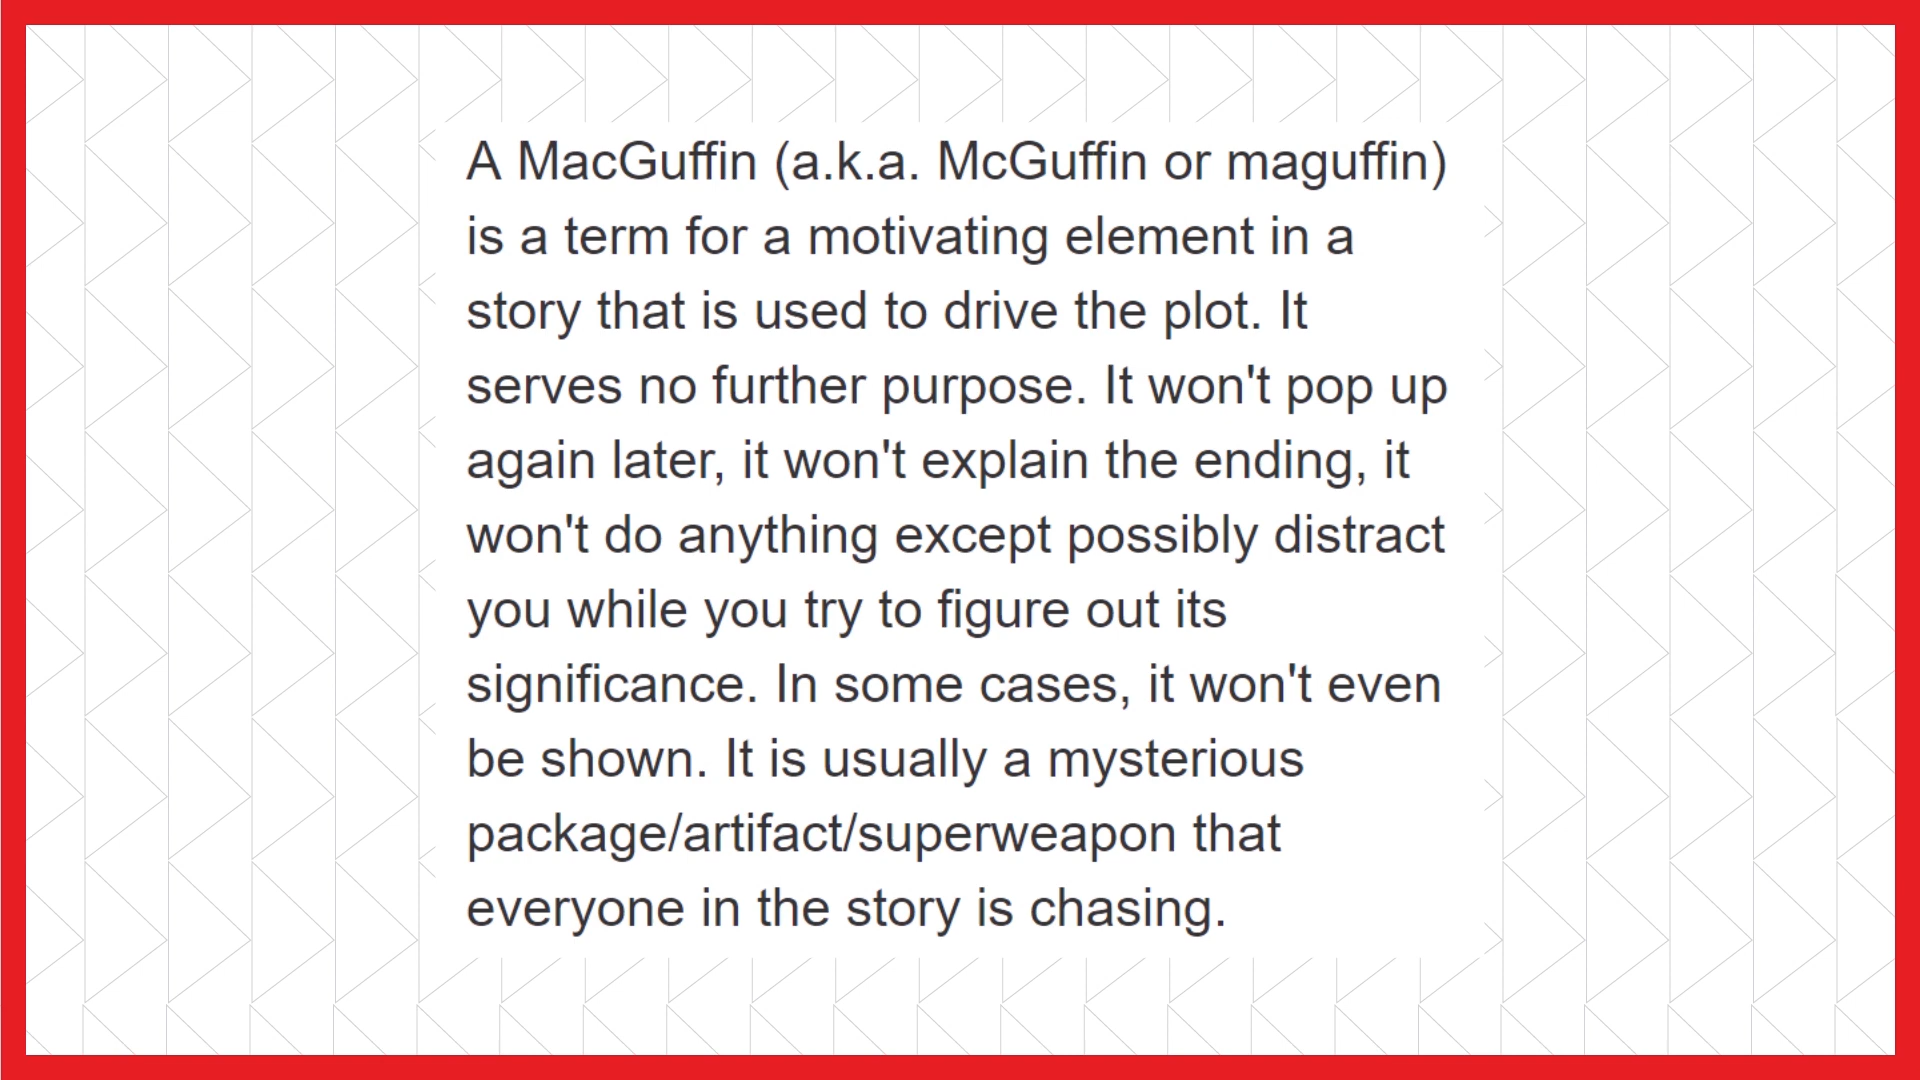 A MacGuffin (a.k.a. McGuffin or maguffin)
is a term for a motivating element in a
story that is used to drive the plot. It
serves no further purpose. It won't pop up
again later, it won't explain the ending, it
won't do anything except possibly distract
you while you try to figure out its
significance. In some cases, it won't even
be shown. It is usually a mysterious
package/artifact/superweapon that
everyone in the story is chasing.